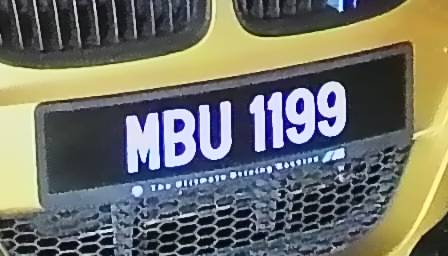 MBU 1199
The Ultimate Driving Machine